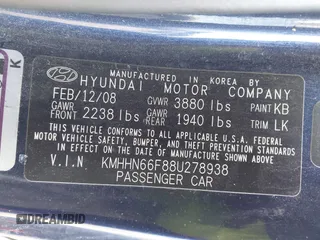 MANUFACTURED IN KOREA BY
HYUNDAI MOTOR COMPANY
FEB/12/08 GVWR 3880 lbs PAINT KB
GAWR FRONT 2238 lbs GAWR REAR 1940 lbs TRIM LK
THIS VEHICLE CONFORMS TO ALL APPLICABLE U.S.A. FEDERAL
MOTOR VEHICLE SAFETY, BUMPER, AND THEFT PREVENTION
STANDARDS IN EFFECT ON THE DATE OF MANUFACTURE SHOWN ABOVE.
V.I.N. KMHHN66F88U278938
PASSENGER CAR
DREAMBID
K